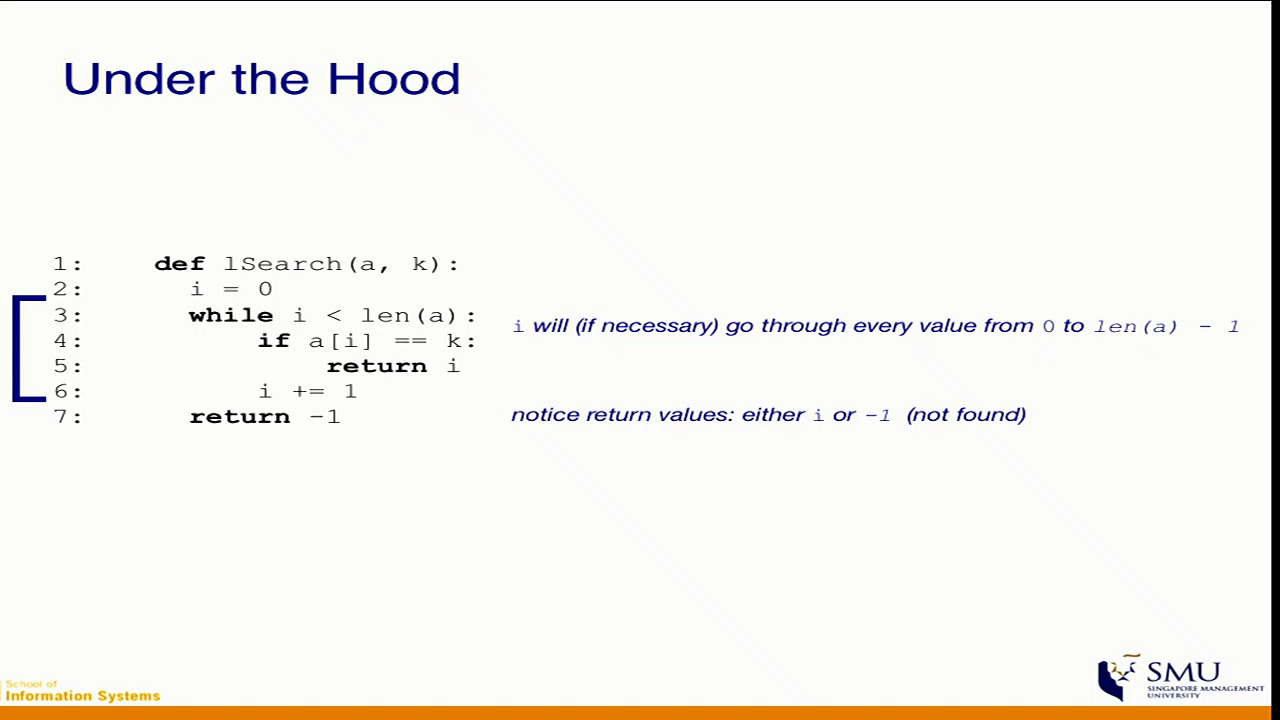 Under the Hood
1: def lSearch(a, k):
2: i = 0
3: while i < len(a):
i will (if necessary) go through every value from 0 to len(a) - 1
4: if a[i] == k:
5: return i
6: i += 1
7: return -1
notice return values: either i or -1 (not found)
School of
Information Systems
SMU
SINGAPORE MANAGEMENT
UNIVERSITY